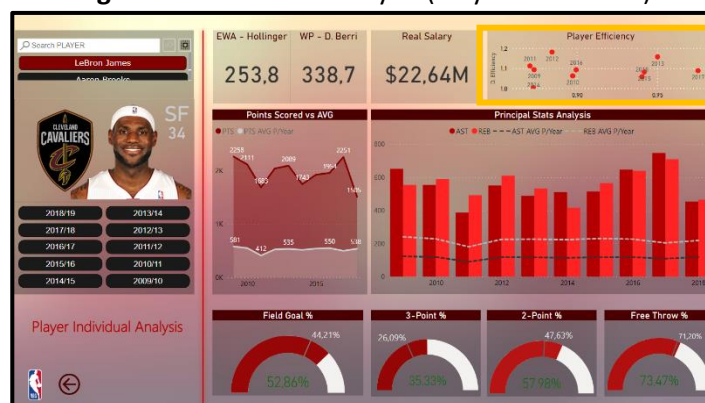 Search PLAYER
LeBron James
Aaron Brooks
CLEVELAND
CAVALIERS
SF
34
2018/19
2013/14
2017/18
2012/13
2016/17
2011/12
2015/16
2010/11
2014/15
2009/10
Player Individual Analysis
EWA - Hollinger
253,8
WP - D. Berri
338,7
Real Salary
$22,64M
Player Efficiency
D. Efficiency
1.2
1.1
1.0
2011
2012
2016
2013
2009
2010
2015
2017
0.90
0.95
Points Scored vs AVG
PTS PTS AVG P/Year
2258
2111
1683
2089
1743
1954
2251
2K
1K
0K
581
412
535
550
538
2010
2015
Principal Stats Analysis
AST REB AST AVG P/Year REB AVG P/Year
800
600
400
200
0
2010
2012
2014
2016
2018
Field Goal %
44,21%
52,86%
3-Point %
26,09%
35.33%
2-Point %
47,63%
57.98%
Free Throw %
71,20%
73.47%